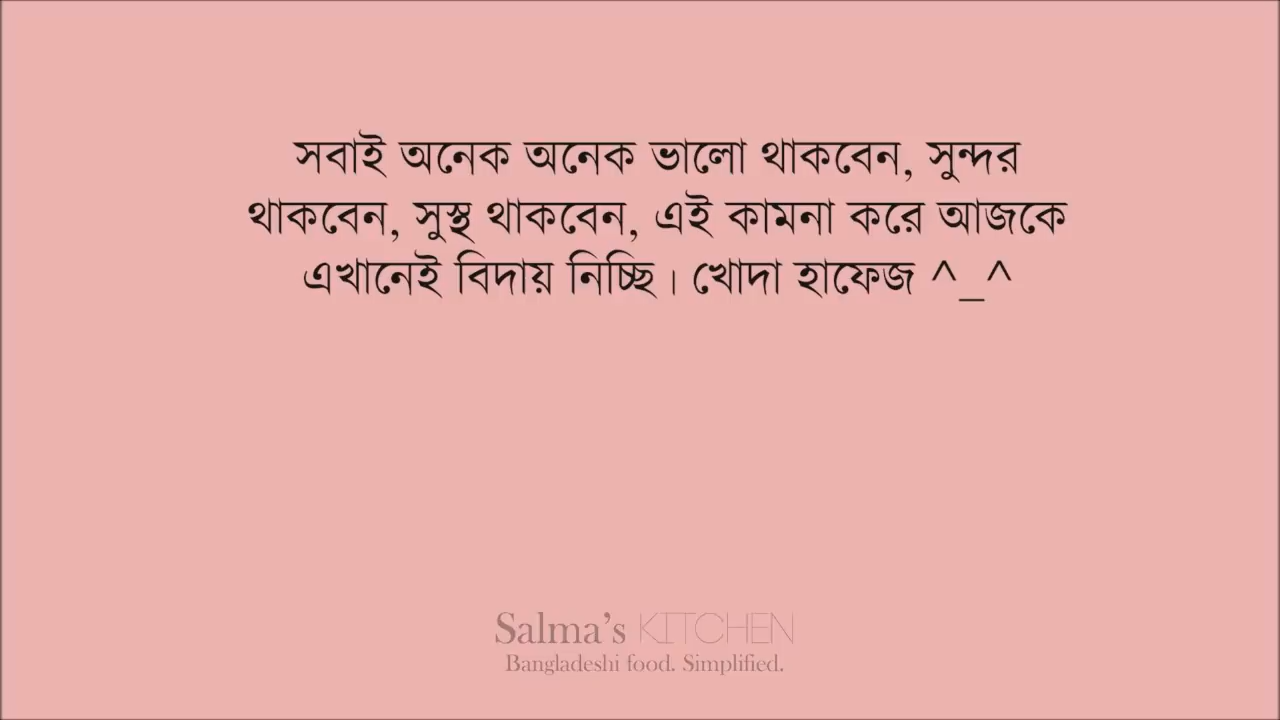 সবাই অনেক অনেক ভালো থাকবেন, সুন্দর
থাকবেন, সুস্থ থাকবেন, এই কামনা করে আজকে
এখানেই বিদায় নিচ্ছি। খোদা হাফেজ ^_^
Salma's KITCHEN
Bangladeshi food. Simplified.